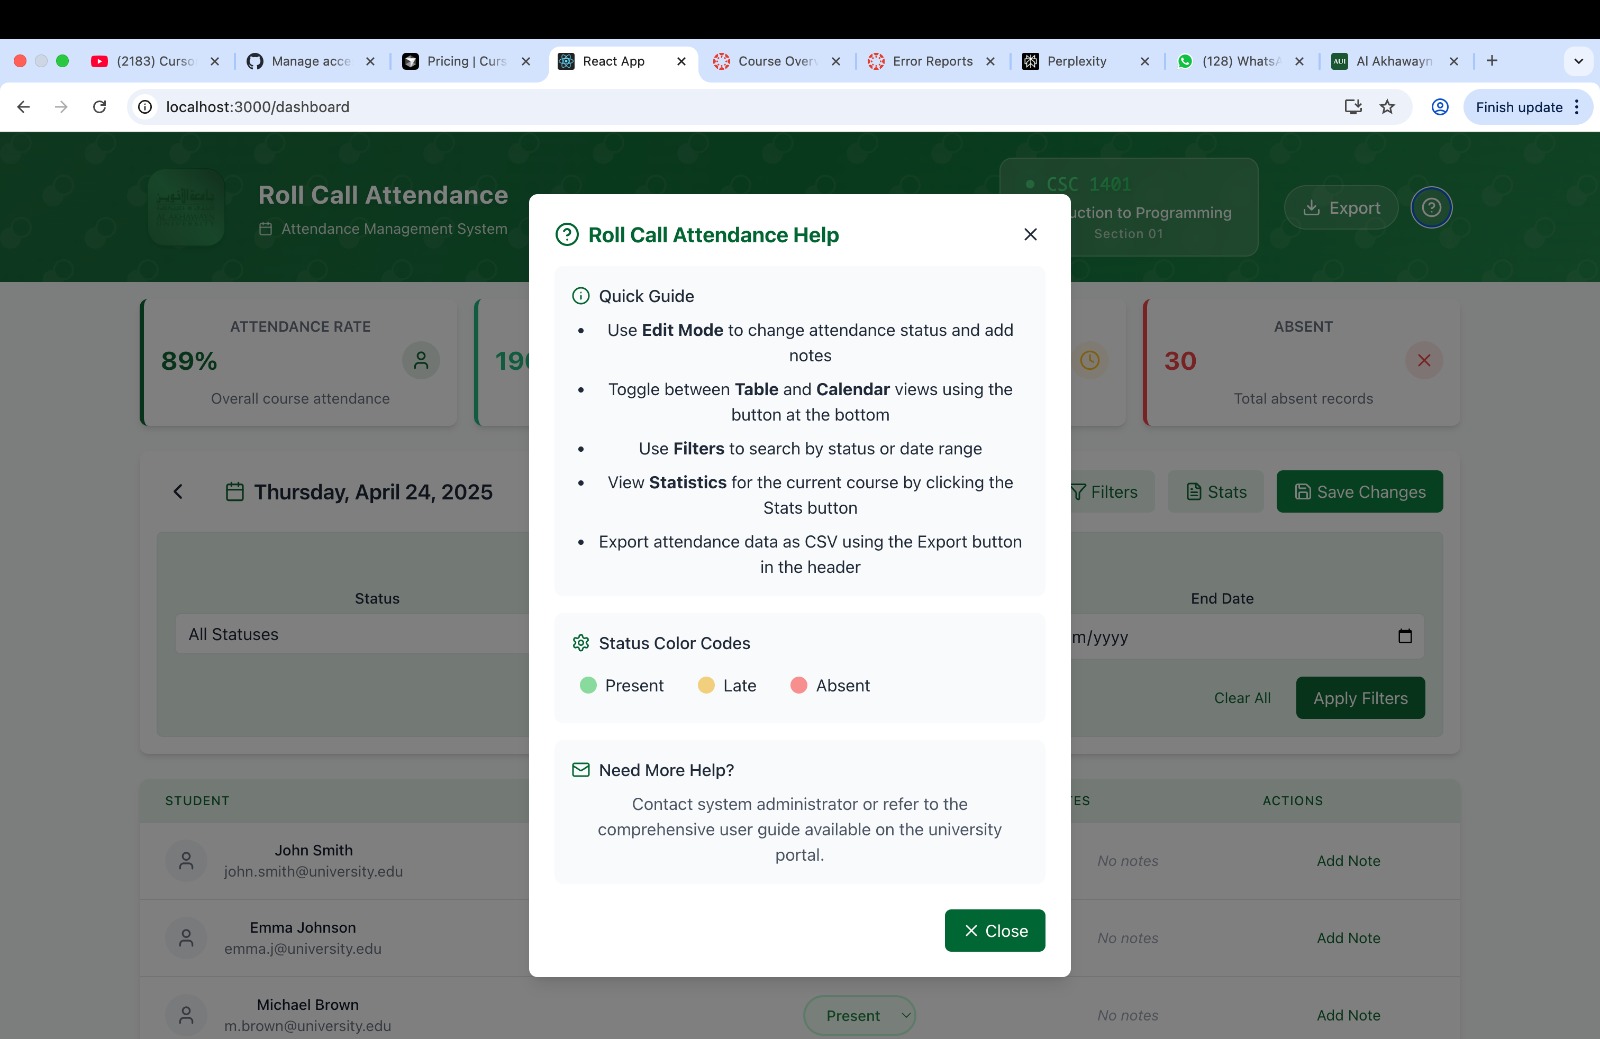 (2183) Curso
Manage acce
Pricing | Curs
React App
Course Over
Error Reports
Perplexity
(128) WhatsA
Al Akhawayn
localhost:3000/dashboard
Finish update
Roll Call Attendance
Attendance Management System
CSC 1401
uction to Programming
Section 01
Export
Roll Call Attendance Help
Quick Guide
• Use Edit Mode to change attendance status and add
notes
• Toggle between Table and Calendar views using the
button at the bottom
• Use Filters to search by status or date range
• View Statistics for the current course by clicking the
Stats button
• Export attendance data as CSV using the Export button
in the header
Status Color Codes
Present
Late
Absent
Need More Help?
Contact system administrator or refer to the
comprehensive user guide available on the university
portal.
Close
ATTENDANCE RATE
89%
Overall course attendance
ABSENT
30
Total absent records
Thursday, April 24, 2025
Filters
Stats
Save Changes
Status
All Statuses
End Date
m/yyyy
Clear All
Apply Filters
STUDENT
ES
ACTIONS
John Smith
john.smith@university.edu
No notes
Add Note
Emma Johnson
emma.j@university.edu
No notes
Add Note
Michael Brown
m.brown@university.edu
Present
No notes
Add Note